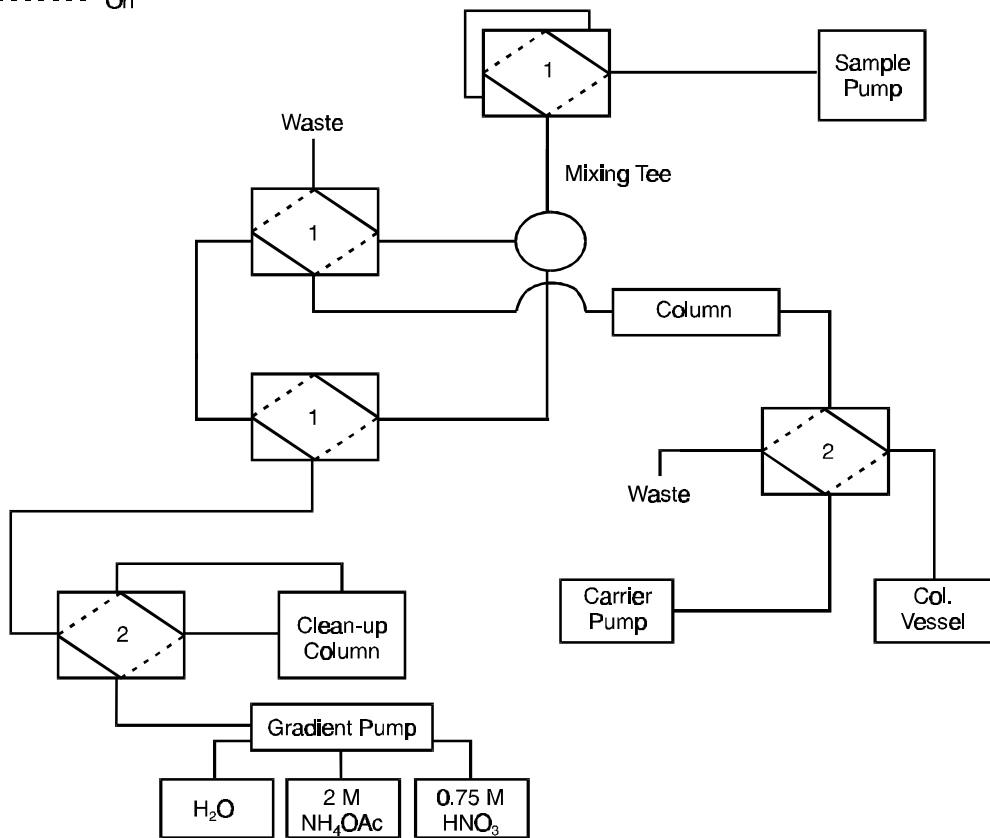 On
1
Sample
Pump
Waste
Mixing Tee
1
Column
1
2
Waste
Carrier
Pump
Col.
Vessel
2
Clean-up
Column
Gradient Pump
H₂O
2 M
NH₄OAc
0.75 M
HNO₃